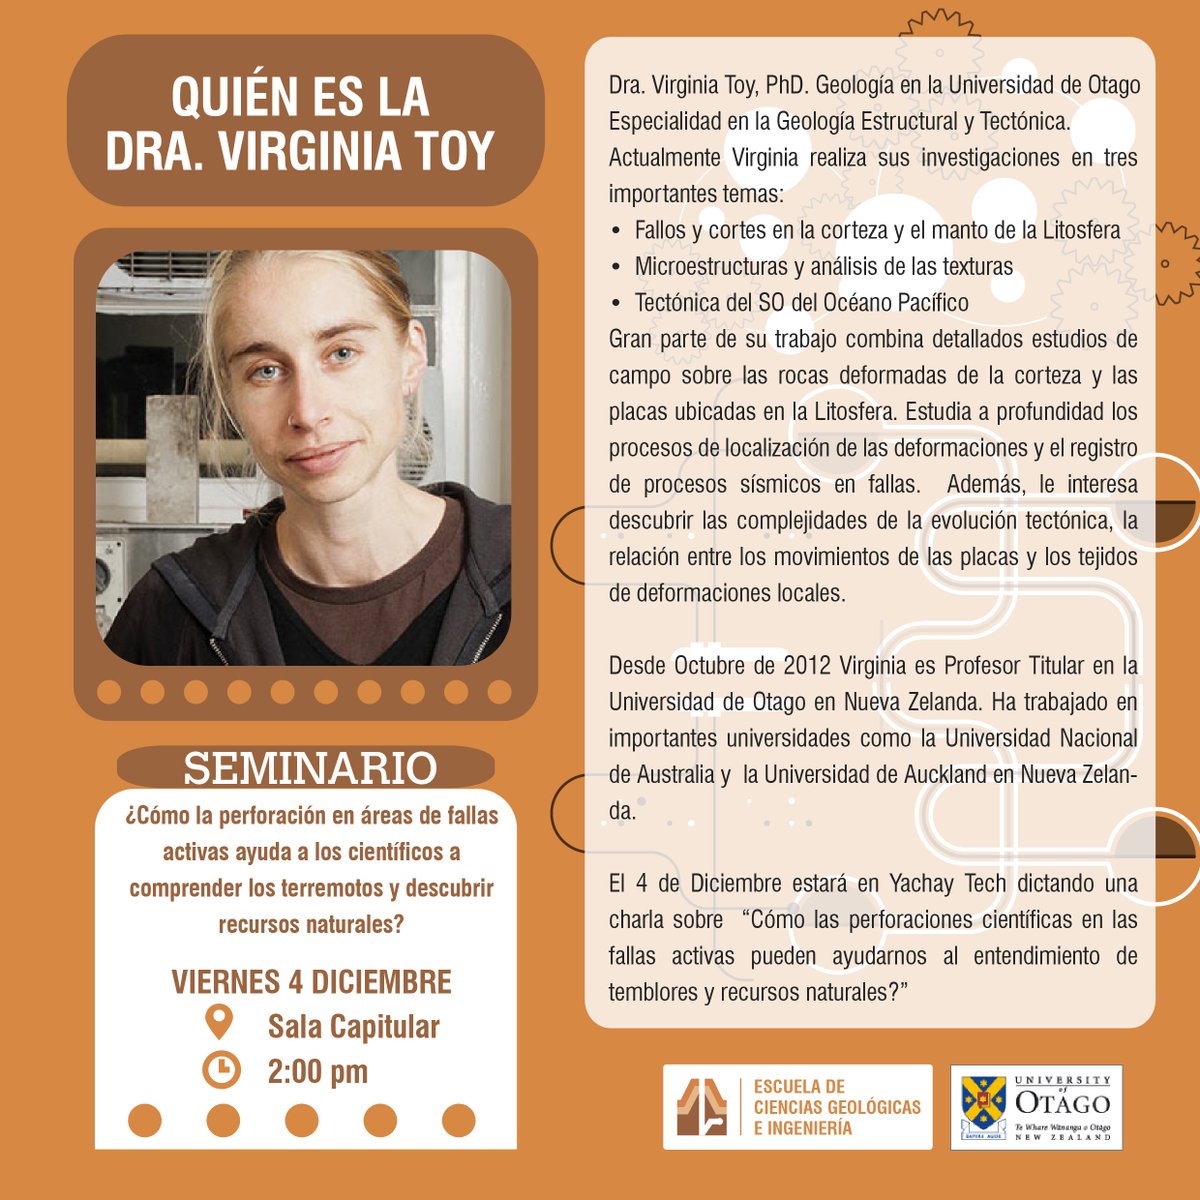 QUIÉN ES LA
DRA. VIRGINIA TOY
SEMINARIO
¿Cómo la perforación en áreas de fallas
activas ayuda a los científicos a
comprender los terremotos y descubrir
recursos naturales?
VIERNES 4 DICIEMBRE
Sala Capitular
2:00 pm
Dra. Virginia Toy, PhD. Geología en la Universidad de Otago
Especialidad en la Geología Estructural y Tectónica.
Actualmente Virginia realiza sus investigaciones en tres
importantes temas:
• Fallos y cortes en la corteza y el manto de la Litosfera
• Microestructuras y análisis de las texturas
• Tectónica del SO del Océano Pacífico
Gran parte de su trabajo combina detallados estudios de
campo sobre las rocas deformadas de la corteza y las
placas ubicadas en la Litosfera. Estudia a profundidad los
procesos de localización de las deformaciones y el registro
de procesos sísmicos en fallas. Además, le interesa
descubrir las complejidades de la evolución tectónica, la
relación entre los movimientos de las placas y los tejidos
de deformaciones locales.
Desde Octubre de 2012 Virginia es Profesor Titular en la
Universidad de Otago en Nueva Zelanda. Ha trabajado en
importantes universidades como la Universidad Nacional
de Australia y la Universidad de Auckland en Nueva Zelan-
da.
El 4 de Diciembre estará en Yachay Tech dictando una
charla sobre “Cómo las perforaciones científicas en las
fallas activas pueden ayudarnos al entendimiento de
temblores y recursos naturales?”
ESCUELA DE
CIENCIAS GEOLÓGICAS
E INGENIERÍA
UNIVERSITY
of
OTAGO
Te Whare Wānanga o Otāgo
NEW ZEALAND
SAPERE AUDE